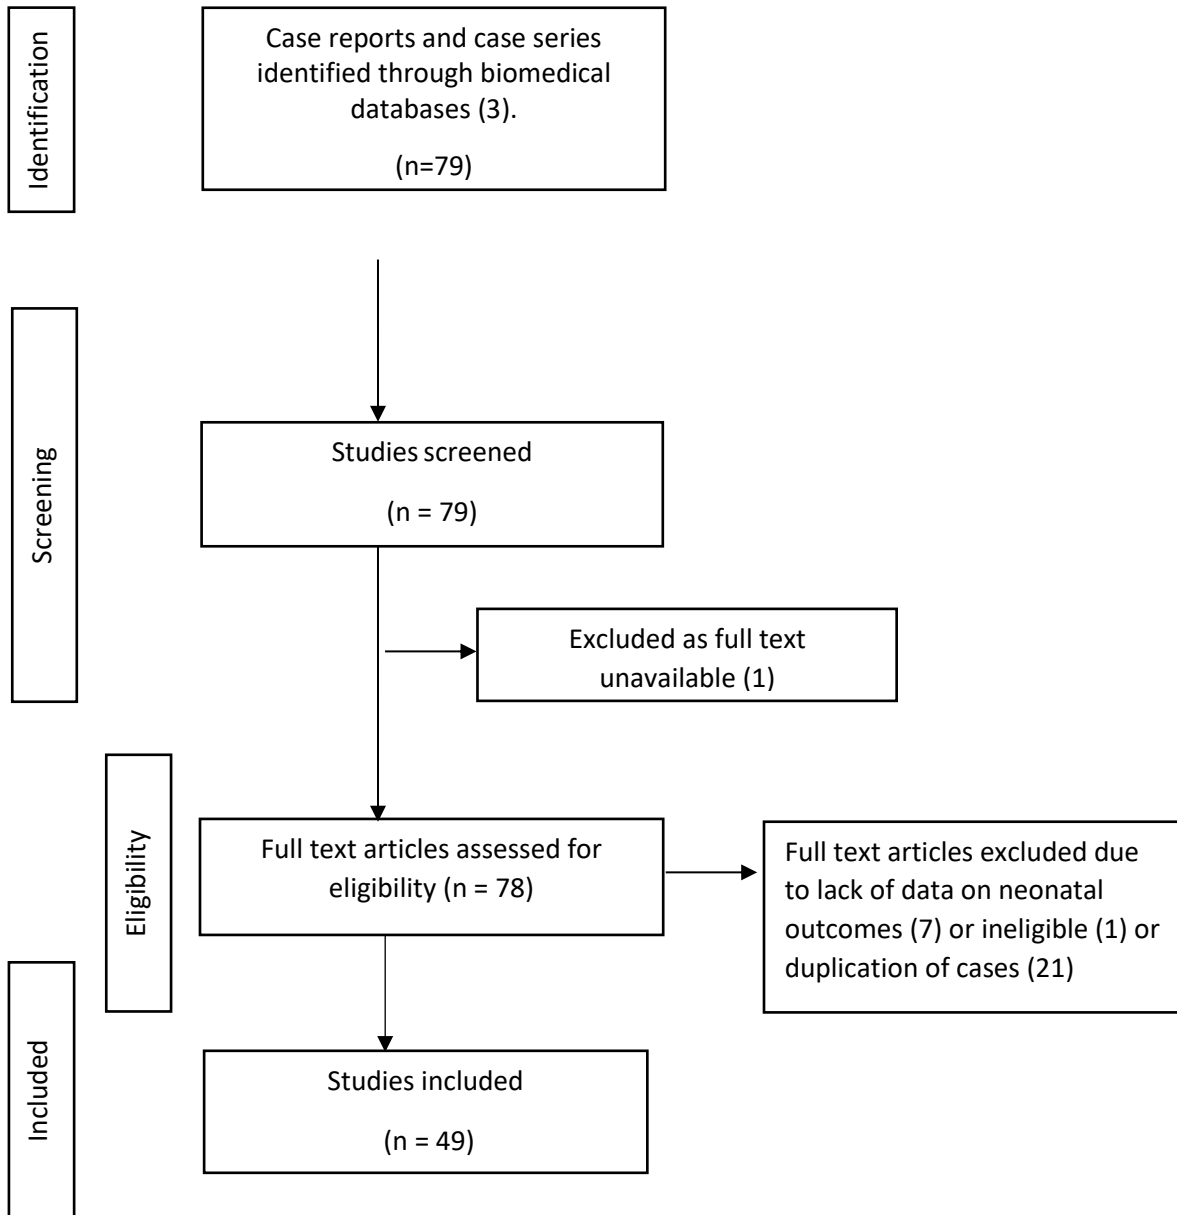 Identification
Case reports and case series
identified through biomedical
databases (3).
(n=79)
Screening
Studies screened
(n = 79)
Excluded as full text
unavailable (1)
Eligibility
Full text articles assessed for
eligibility (n = 78)
Full text articles excluded due
to lack of data on neonatal
outcomes (7) or ineligible (1) or
duplication of cases (21)
Included
Studies included
(n = 49)